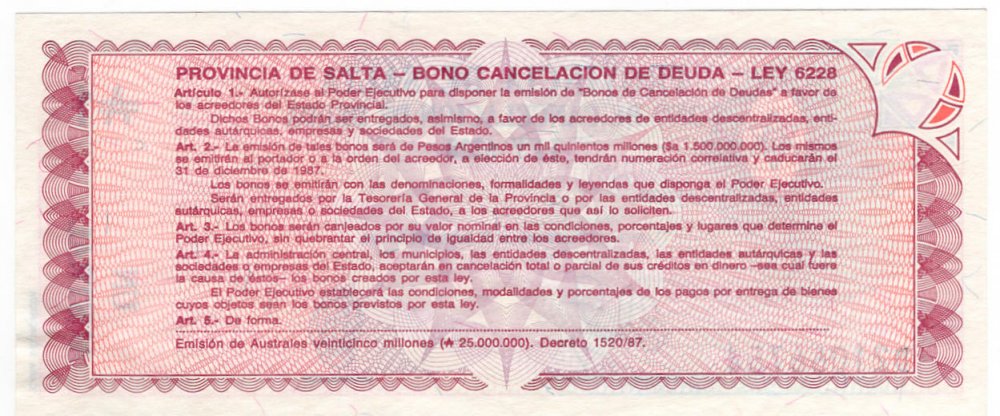 PROVINCIA DE SALTA – BONO CANCELACION DE DEUDA – LEY 6228
Artículo 1.- Autorízase al Poder Ejecutivo para disponer la emisión de "Bonos de Cancelación de Deudas" a favor de
los acreedores del Estado Provincial.
Dichos Bonos podrán ser entregados, asimismo, a favor de los acreedores de entidades descentralizadas, enti-
dades autárquicas, empresas y sociedades del Estado.
Art. 2.- La emisión de tales bonos será de Pesos Argentinos un mil quinientos millones ($a 1.500.000.000). Los mismos
se emitirán al portador o a la orden del acreedor, a elección de éste, tendrán numeración correlativa y caducarán el
31 de diciembre de 1987.
Los bonos se emitirán con las denominaciones, formalidades y leyendas que disponga el Poder Ejecutivo.
Serán entregados por la Tesorería General de la Provincia o por las entidades descentralizadas, entidades
autárquicas, empresas o sociedades del Estado, a los acreedores que así lo soliciten.
Art. 3.- Los bonos serán canjeados por su valor nominal en las condiciones, porcentajes y lugares que determine el
Poder Ejecutivo, sin quebrantar el principio de igualdad entre los acreedores.
Art. 4.- La administración central, los municipios, las entidades descentralizadas, las entidades autárquicas y las
sociedades o empresas del Estado, aceptarán en cancelación total o parcial de sus créditos en dinero –sea cual fuere
la causa de éstos– los bonos creados por esta ley.
El Poder Ejecutivo establecerá las condiciones, modalidades y porcentajes de los pagos por entrega de bienes
cuyos objetos sean los bonos previstos por esta ley.
Art. 5.- De forma.
Emisión de Australes veinticinco millones (₳ 25.000.000). Decreto 1520/87.